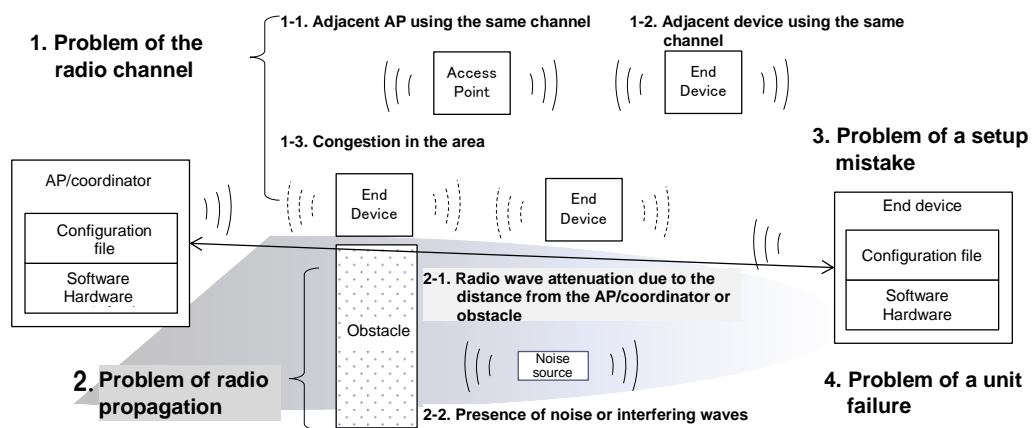 1. Problem of the
radio channel
1-1. Adjacent AP using the same channel
1-2. Adjacent device using the same
channel
Access
Point
End
Device
1-3. Congestion in the area
3. Problem of a setup
mistake
AP/coordinator
Configuration
file
Software
Hardware
End
Device
End
Device
End device
Configuration file
Software
Hardware
2-1. Radio wave attenuation due to the
distance from the AP/coordinator or
obstacle
Obstacle
Noise
source
2. Problem of radio
propagation
2-2. Presence of noise or interfering waves
4. Problem of a unit
failure